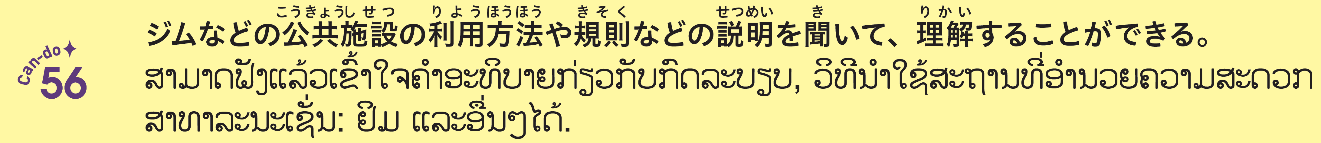 こうきょうしせつ りようほうほう きそく せつめい き りかい
ジムなどの公共施設の利用方法や規則などの説明を聞いて、理解することができる。
Can-do
56
ສາມາດຟັງແລ້ວເຂົ້າໃຈຄຳອະທິບາຍກ່ຽວກັບກົດລະບຽບ, ວິທີນຳໃຊ້ສະຖານທີ່ອຳນວຍຄວາມສະດວກ
ສາທາລະນະເຊັ່ນ: ຢິມ ແລະອື່ນໆໄດ້.